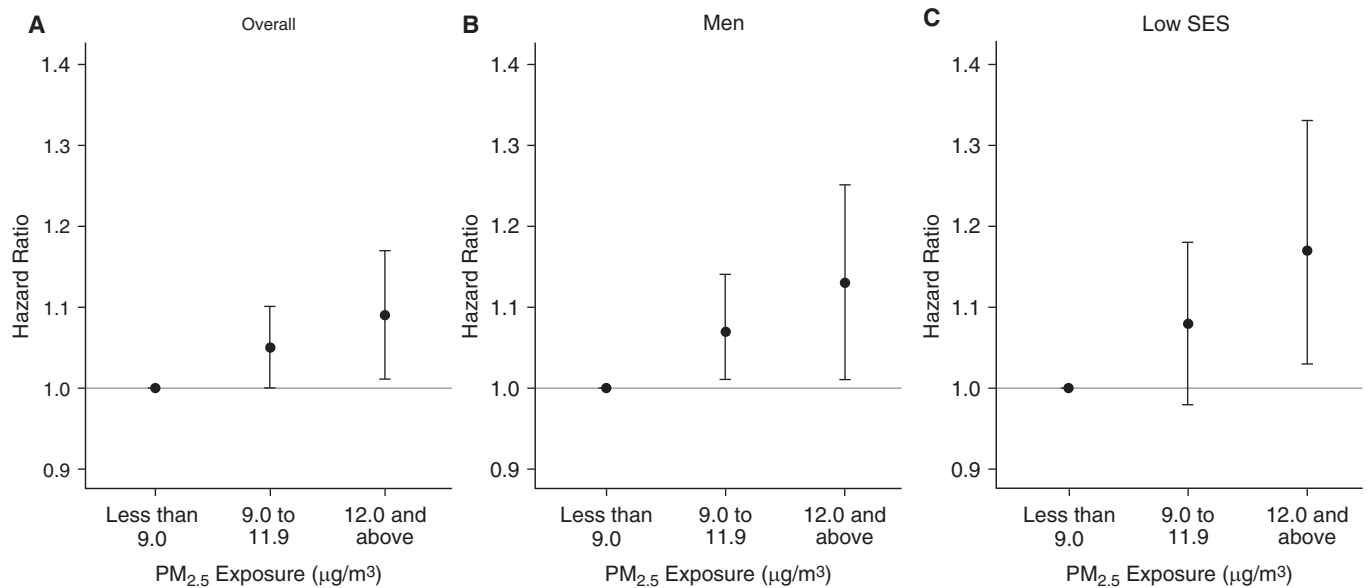 A
Overall
1.4
1.3
1.2
1.1
1.0
0.9
Hazard Ratio
Less than
9.0
9.0 to
11.9
12.0 and
above
PM2.5 Exposure (μg/m³)
B
Men
1.4
1.3
1.2
1.1
1.0
0.9
Hazard Ratio
Less than
9.0
9.0 to
11.9
12.0 and
above
PM2.5 Exposure (μg/m³)
C
Low SES
1.4
1.3
1.2
1.1
1.0
0.9
Hazard Ratio
Less than
9.0
9.0 to
11.9
12.0 and
above
PM2.5 Exposure (μg/m³)